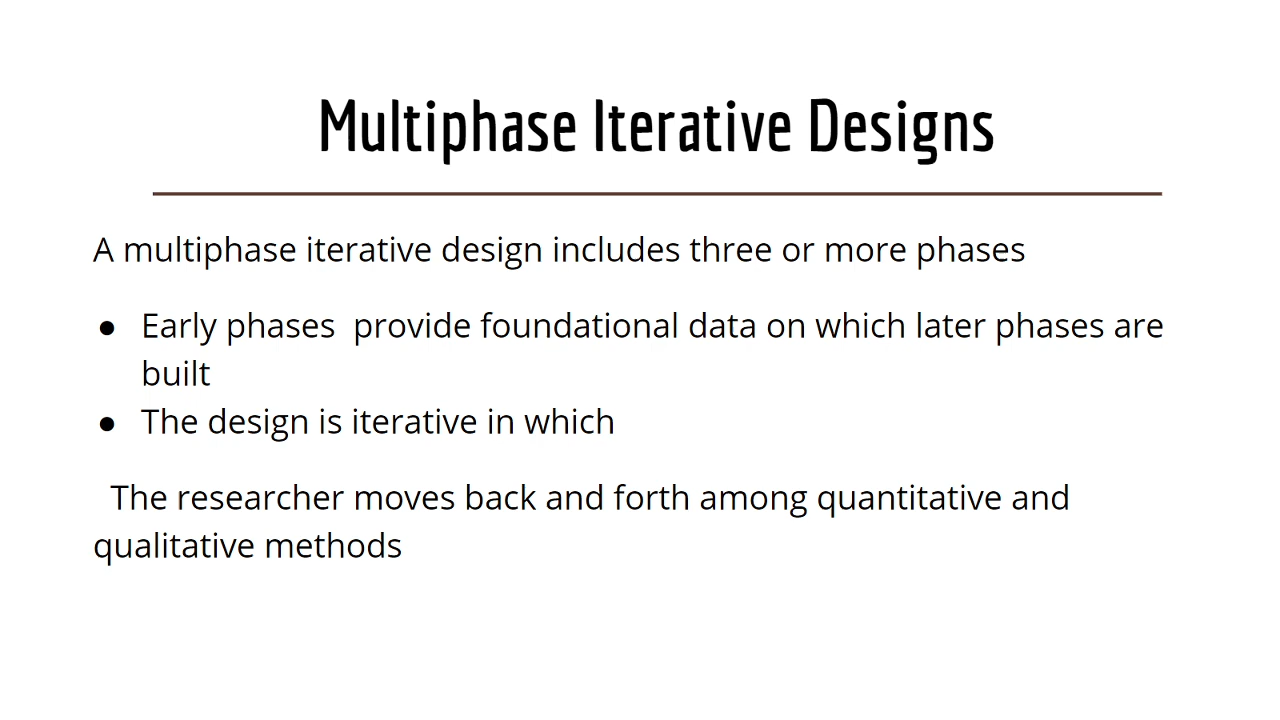 Multiphase Iterative Designs
A multiphase iterative design includes three or more phases
● Early phases  provide foundational data on which later phases are
built
● The design is iterative in which
The researcher moves back and forth among quantitative and
qualitative methods